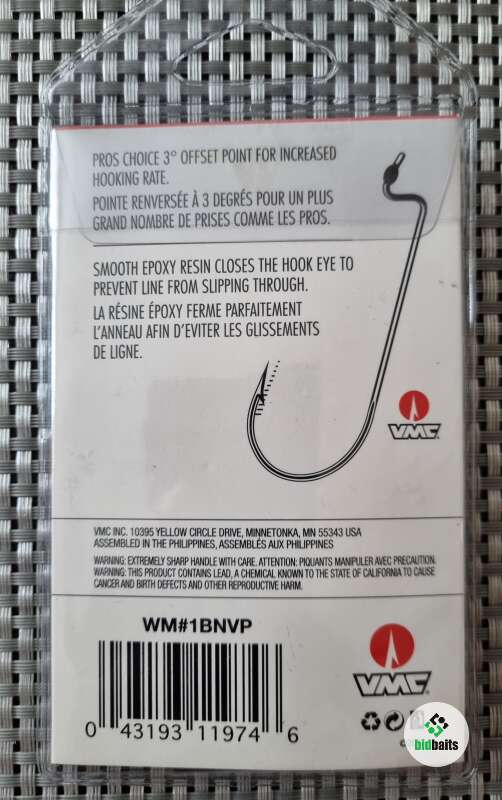 PROS CHOICE 3° OFFSET POINT FOR INCREASED
HOOKING RATE.
POINTE RENVERSÉE À 3 DEGRÉS POUR UN PLUS
GRAND NOMBRE DE PRISES COMME LES PROS.
SMOOTH EPOXY RESIN CLOSES THE HOOK EYE TO
PREVENT LINE FROM SLIPPING THROUGH.
LA RÉSINE ÉPOXY FERME PARFAITEMENT
L'ANNEAU AFIN D'EVITER LES GLISSEMENTS
DE LIGNE.
VMC
VMC INC. 10395 YELLOW CIRCLE DRIVE, MINNETONKA, MN 55343 USA
ASSEMBLED IN THE PHILIPPINES, ASSEMBLÉS AUX PHILIPPINES
WARNING: EXTREMELY SHARP HANDLE WITH CARE. ATTENTION: PIQUANTS MANIPULER AVEC PRECAUTION.
WARNING: THIS PRODUCT CONTAINS LEAD, A CHEMICAL KNOWN TO THE STATE OF CALIFORNIA TO CAUSE
CANCER AND BIRTH DEFECTS AND OTHER REPRODUCTIVE HARM.
WM#1BNVP
0 43193 11974 6
VMC
bidbaits